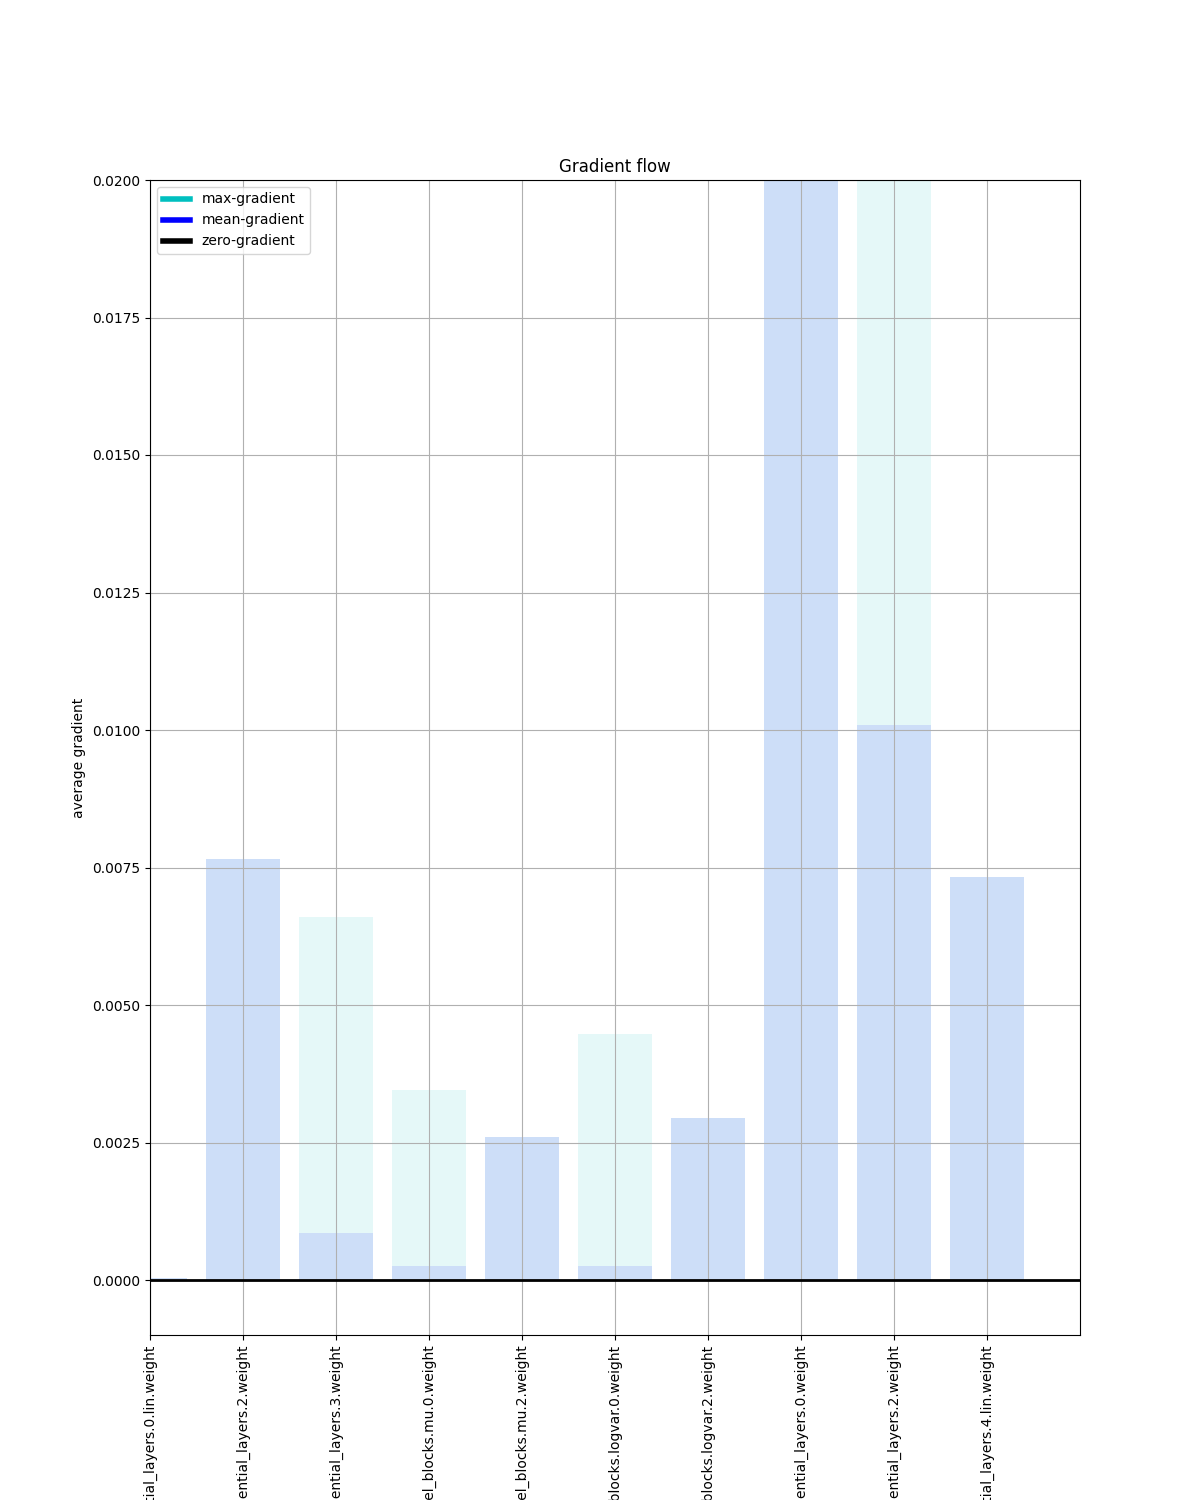 Gradient flow
max-gradient
mean-gradient
zero-gradient
0.0200
0.0175
0.0150
0.0125
0.0100
0.0075
0.0050
0.0025
0.0000
average gradient
tial_layers.0.lin.weight
ential_layers.2.weight
ential_layers.3.weight
el_blocks.mu.0.weight
el_blocks.mu.2.weight
blocks.logvar.0.weight
blocks.logvar.2.weight
ential_layers.0.weight
ential_layers.2.weight
tial_layers.4.lin.weight